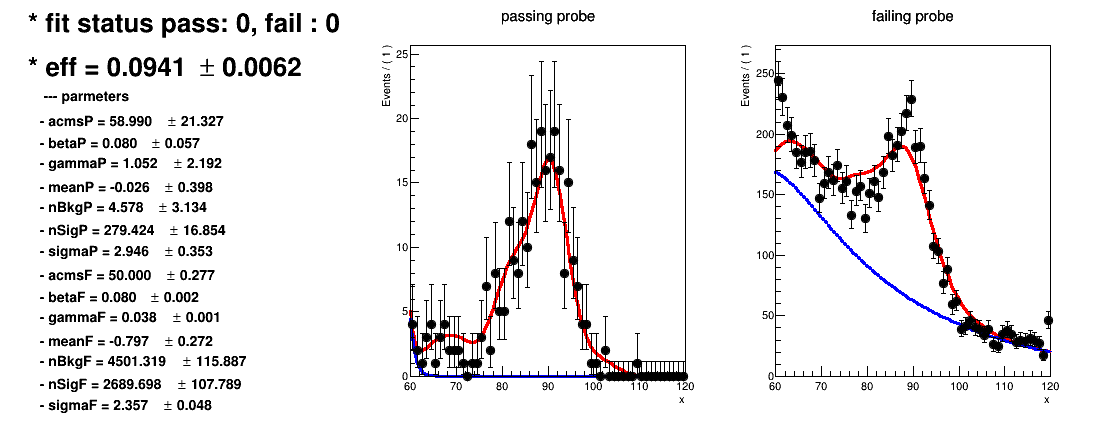 * fit status pass: 0, fail : 0
* eff = 0.0941 ± 0.0062
--- parmeters
- acmsP = 58.990 ± 21.327
- betaP = 0.080 ± 0.057
- gammaP = 1.052 ± 2.192
- meanP = -0.026 ± 0.398
- nBkgP = 4.578 ± 3.134
- nSigP = 279.424 ± 16.854
- sigmaP = 2.946 ± 0.353
- acmsF = 50.000 ± 0.277
- betaF = 0.080 ± 0.002
- gammaF = 0.038 ± 0.001
- meanF = -0.797 ± 0.272
- nBkgF = 4501.319 ± 115.887
- nSigF = 2689.698 ± 107.789
- sigmaF = 2.357 ± 0.048
passing probe
Events / ( 1 )
25
20
15
10
5
0
60 70 80 90 100 110 120
x
failing probe
Events / ( 1 )
250
200
150
100
50
0
60 70 80 90 100 110 120
x